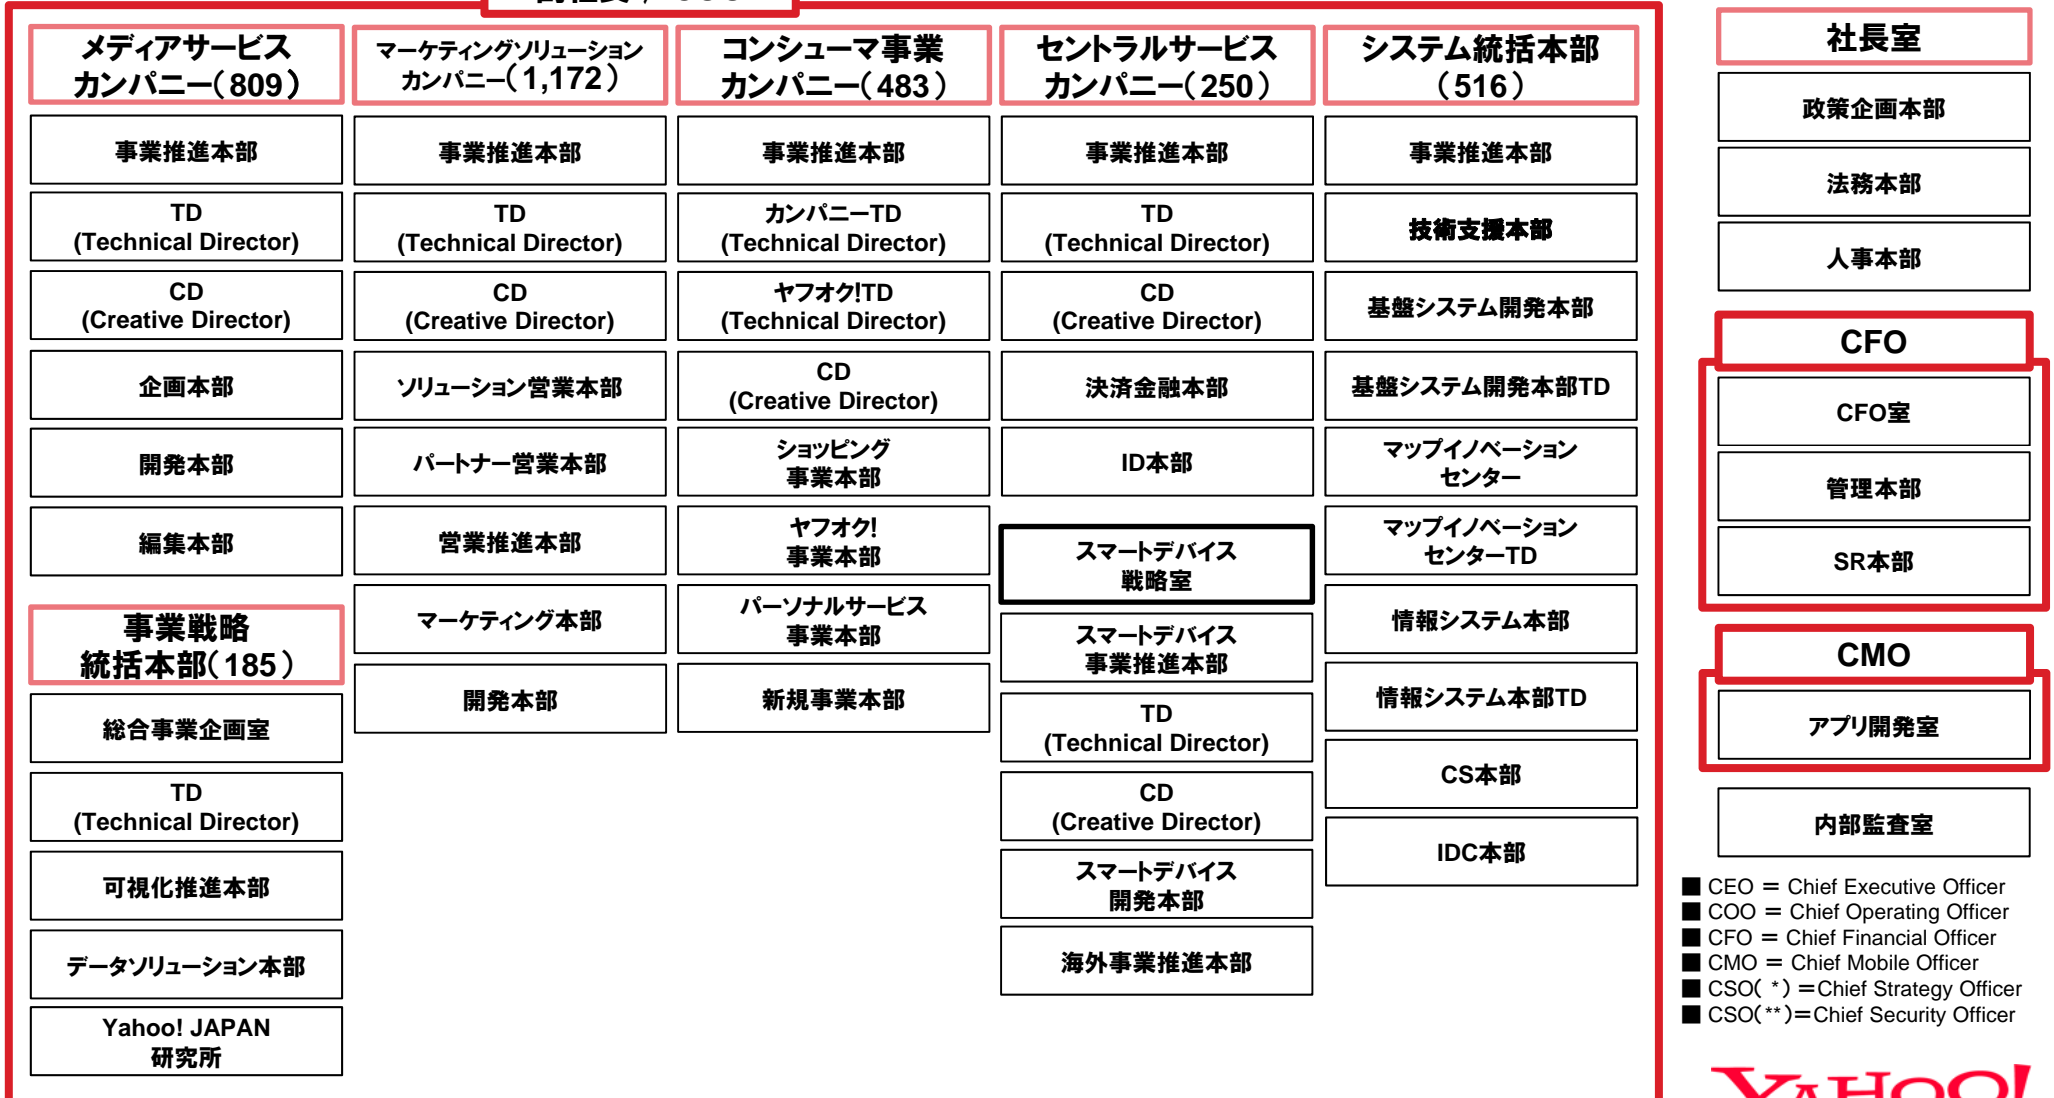 メディアサービス
カンパニー(809)
事業推進本部
TD
(Technical Director)
CD
(Creative Director)
企画本部
開発本部
編集本部
事業戦略
統括本部(185)
総合事業企画室
TD
(Technical Director)
可視化推進本部
データソリューション本部
Yahoo! JAPAN
研究所
マーケティングソリューション
カンパニー(1,172)
事業推進本部
TD
(Technical Director)
CD
(Creative Director)
ソリューション営業本部
パートナー営業本部
営業推進本部
マーケティング本部
開発本部
コンシューマ事業
カンパニー(483)
事業推進本部
カンパニーTD
(Technical Director)
ヤフオク!TD
(Technical Director)
CD
(Creative Director)
ショッピング
事業本部
ヤフオク!
事業本部
パーソナルサービス
事業本部
新規事業本部
セントラルサービス
カンパニー(250)
事業推進本部
TD
(Technical Director)
CD
(Creative Director)
決済金融本部
ID本部
スマートデバイス
戦略室
スマートデバイス
事業推進本部
TD
(Technical Director)
CD
(Creative Director)
スマートデバイス
開発本部
海外事業推進本部
システム統括本部
(516)
事業推進本部
技術支援本部
基盤システム開発本部
基盤システム開発本部TD
マップイノベーション
センター
マップイノベーション
センターTD
情報システム本部
情報システム本部TD
CS本部
IDC本部
社長室
政策企画本部
法務本部
人事本部
CFO
CFO室
管理本部
SR本部
CMO
アプリ開発室
内部監査室
■ CEO = Chief Executive Officer
■ COO = Chief Operating Officer
■ CFO = Chief Financial Officer
■ CMO = Chief Mobile Officer
■ CSO( *) =Chief Strategy Officer
■ CSO(**)=Chief Security Officer
YAHOO!